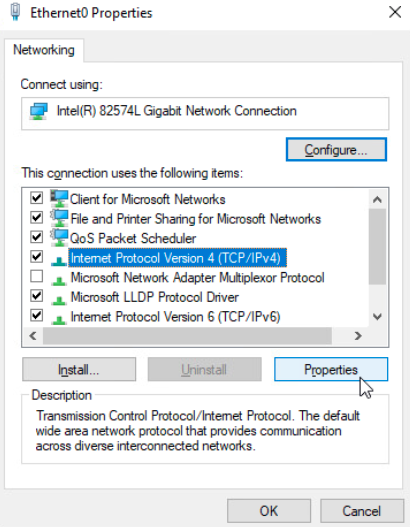 Ethernet0 Properties
Networking
Connect using:
Intel(R) 82574L Gigabit Network Connection
Configure...
This connection uses the following items:
Client for Microsoft Networks
File and Printer Sharing for Microsoft Networks
QoS Packet Scheduler
Internet Protocol Version 4 (TCP/IPv4)
Microsoft Network Adapter Multiplexor Protocol
Microsoft LLDP Protocol Driver
Internet Protocol Version 6 (TCP/IPv6)
Install...
Uninstall
Properties
Description
Transmission Control Protocol/Internet Protocol. The default
wide area network protocol that provides communication
across diverse interconnected networks.
OK
Cancel